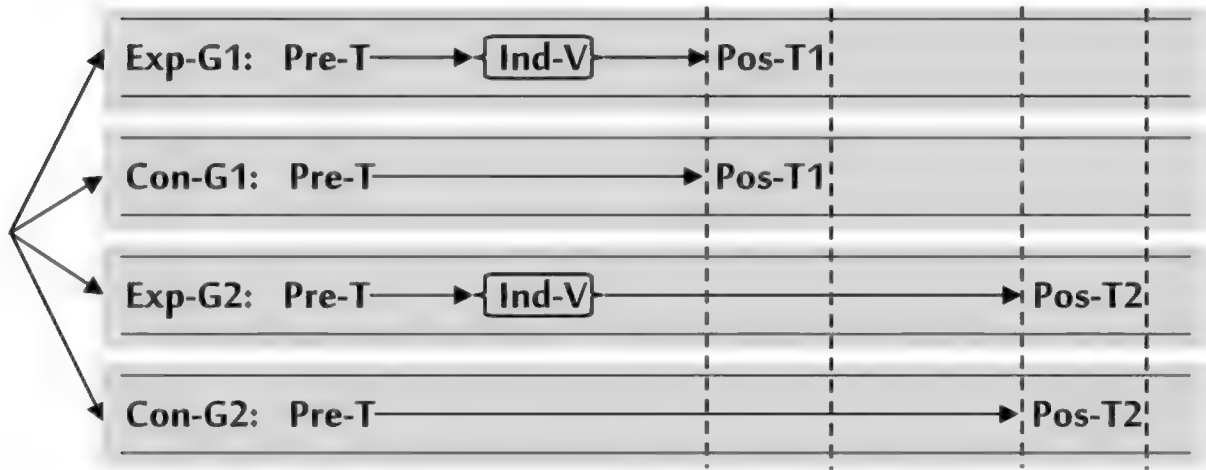 Exp-G1: Pre-T Ind-V Pos-T1
Con-G1: Pre-T Pos-T1
Exp-G2: Pre-T Ind-V Pos-T2
Con-G2: Pre-T Pos-T2